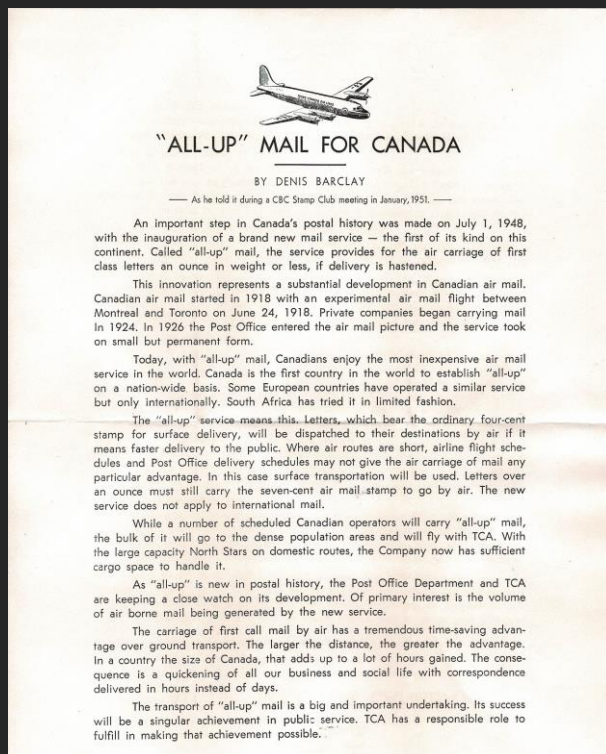 "ALL-UP" MAIL FOR CANADA
BY DENIS BARCLAY
— As he told it during a CBC Stamp Club meeting in January, 1951. —
An important step in Canada's postal history was made on July 1, 1948,
with the inauguration of a brand new mail service — the first of its kind on this
continent. Called "all-up" mail, the service provides for the air carriage of first
class letters an ounce in weight or less, if delivery is hastened.
This innovation represents a substantial development in Canadian air mail.
Canadian air mail started in 1918 with an experimental air mail flight between
Montreal and Toronto on June 24, 1918. Private companies began carrying mail
in 1924. In 1926 the Post Office entered the air mail picture and the service took
on small but permanent form.
Today, with "all-up" mail, Canadians enjoy the most inexpensive air mail
service in the world. Canada is the first country in the world to establish "all-up"
on a nation-wide basis. Some European countries have operated a similar service
but only internationally. South Africa has tried it in limited fashion.
The "all-up" service means this. Letters, which bear the ordinary four-cent
stamp for surface delivery, will be dispatched to their destinations by air if it
means faster delivery to the public. Where air routes are short, airline flight sche-
dules and Post Office delivery schedules may not give the air carriage of mail any
particular advantage. In this case surface transportation will be used. Letters over
an ounce must still carry the seven-cent air mail stamp to go by air. The new
service does not apply to international mail.
While a number of scheduled Canadian operators will carry "all-up" mail,
the bulk of it will go to the dense population areas and will fly with TCA. With
the large capacity North Stars on domestic routes, the Company now has sufficient
cargo space to handle it.
As "all-up" is new in postal history, the Post Office Department and TCA
are keeping a close watch on its development. Of primary interest is the volume
of air borne mail being generated by the new service.
The carriage of first call mail by air has a tremendous time-saving advan-
tage over ground transport. The larger the distance, the greater the advantage.
In a country the size of Canada, that adds up to a lot of hours gained. The conse-
quence is a quickening of all our business and social life with correspondence
delivered in hours instead of days.
The transport of "all-up" mail is a big and important undertaking. Its success
will be a singular achievement in public service. TCA has a responsible role to
fulfill in making that achievement possible.